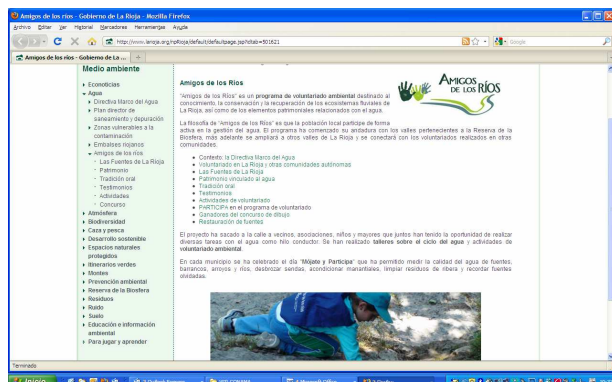 Amigos de los ríos - Gobierno de La Rioja - Mozilla Firefox
Archivo Editar Ver Historial Marcadores Herramientas Ayuda
http://www.larioja.org/npRioja/default/defaultpage.jsp?idtab=501621
Google
Amigos de los ríos - Gobierno de La ...
Medio ambiente
Econoticias
Agua
Directiva Marco del Agua
Plan director de
saneamiento y depuración
Zonas vulnerables a la
contaminación
Embalses riojanos
Amigos de los ríos
Las Fuentes de La Rioja
Patrimonio
Tradición oral
Testimonios
Actividades
Concurso
Atmósfera
Biodiversidad
Caza y pesca
Desarrollo sostenible
Espacios naturales
protegidos
Itinerarios verdes
Montes
Prevención ambiental
Reserva de la Biosfera
Residuos
Ruido
Suelo
Educación e información
ambiental
Para jugar y aprender
Amigos de los Ríos
AMIGOS
DE LOS RÍOS
"Amigos de los Ríos" es un programa de voluntariado ambiental destinado al
conocimiento, la conservación y la recuperación de los ecosistemas fluviales de
La Rioja, así como de los elementos patrimoniales relacionados con el agua.
La filosofía de "Amigos de los Ríos" es que la población local participe de forma
activa en la gestión del agua. El programa ha comenzado su andadura con los valles pertenecientes a la Reserva de la
Biosfera, más adelante se ampliará a otros valles de La Rioja y se conectará con los voluntariados realizados en otras
comunidades.
Contexto: la Directiva Marco del Agua
Voluntariado en La Rioja y otras comunidades autónomas
Las Fuentes de La Rioja
Patrimonio vinculado al agua
Tradición oral
Testimonios
Actividades de voluntariado
PARTICIPA en el programa de voluntariado
Ganadores del concurso de dibujo
Restauración de fuentes
El proyecto ha sacado a la calle a vecinos, asociaciones, niños y mayores que juntos han tenido la oportunidad de realizar
diversas tareas con el agua como hilo conductor. Se han realizado talleres sobre el ciclo del agua y actividades de
voluntariado ambiental.
En cada municipio se ha celebrado el día "Mójate y Participa" que ha permitido medir la calidad del agua de fuentes,
barrancos, arroyos y ríos, desbrozar sendas, acondicionar manantiales, limpiar residuos de ribera y recordar fuentes
olvidadas.
Terminado
Inicio